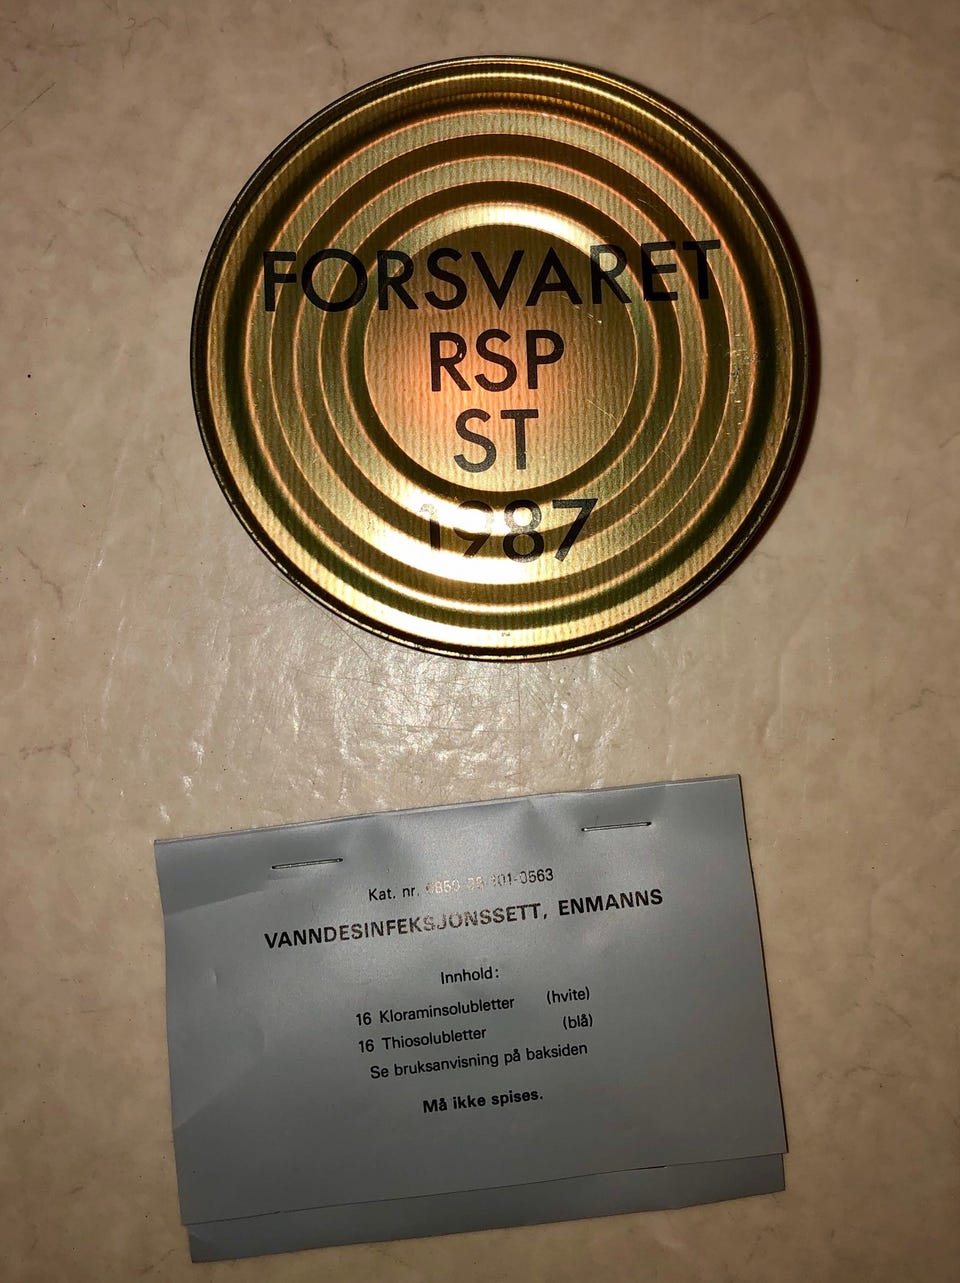 FORSVARET
RSP
ST
1987
Kat. nr.
VANNDESINFEKSJONSSETT, ENMANNS
Innhold:
16 Kloraminsolubletter (hvite)
16 Thiosolubletter (blå)
Se bruksanvisning på baksiden
Må ikke spises.